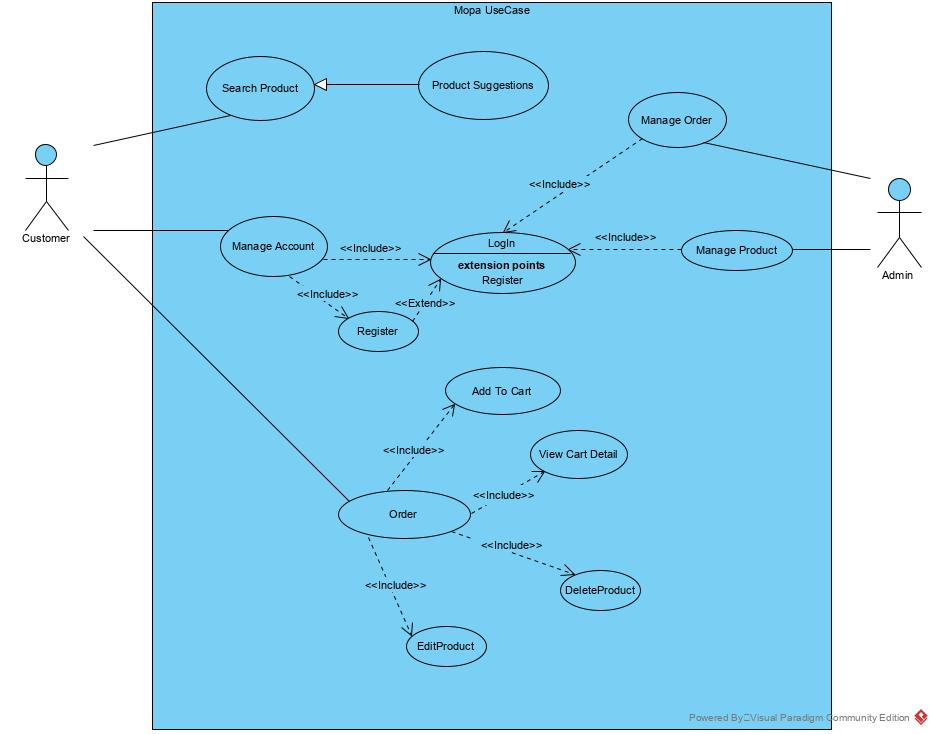 Mopa UseCase
Search Product
Product Suggestions
Manage Order
<<Include>>
Customer
Admin
Manage Account
<<Include>>
LogIn
extension points
Register
<<Include>>
Manage Product
<<Include>>
<<Extend>>
Register
Add To Cart
<<Include>>
View Cart Detail
<<Include>>
Order
<<Include>>
<<Include>>
DeleteProduct
EditProduct
Powered By Visual Paradigm Community Edition